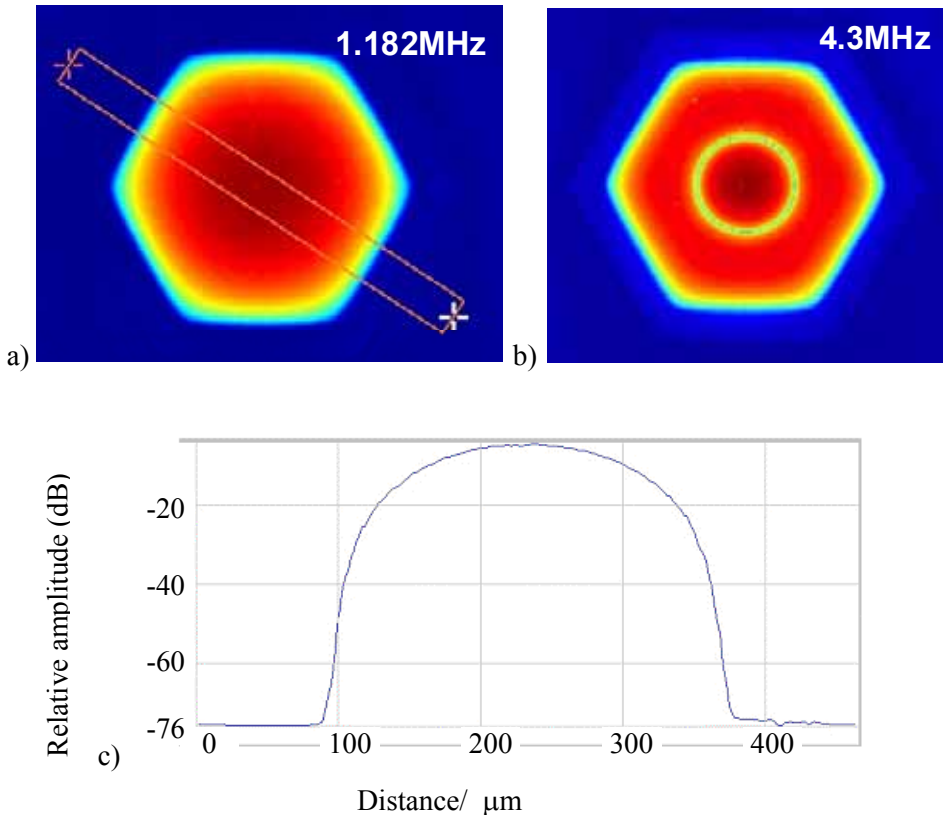 1.182MHz
4.3MHz
a)
b)
Relative amplitude (dB)
-20
-40
-60
-76
0 100 200 300 400
c)
Distance/ μm